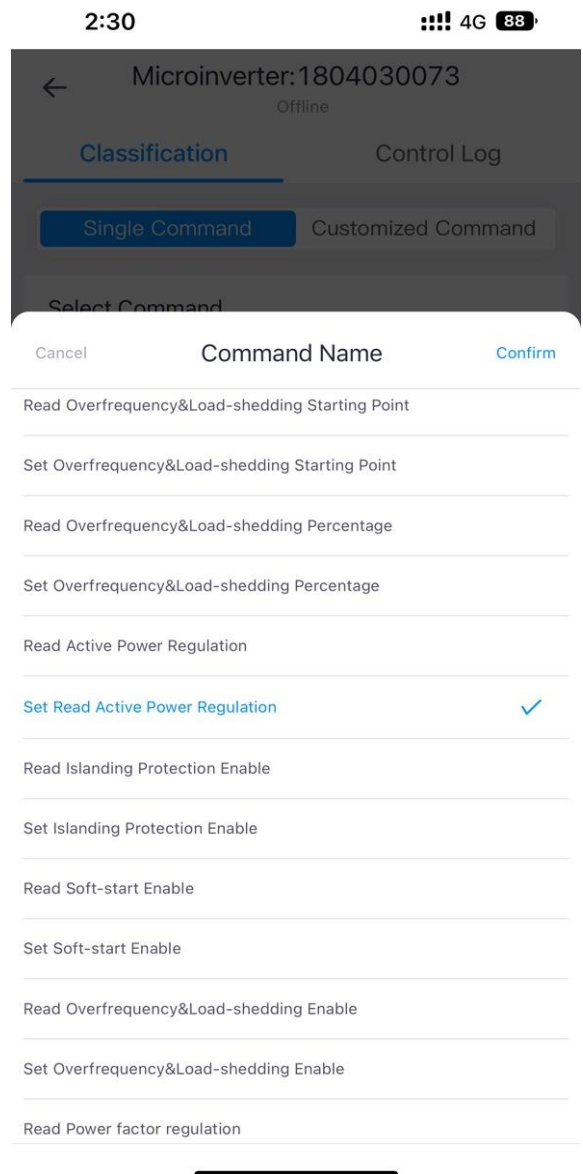 2:30
4G 88
Microinverter:1804030073
Offline
Classification Control Log
Single Command Customized Command
Select Command
Cancel Command Name Confirm
Read Overfrequency&Load-shedding Starting Point
Set Overfrequency&Load-shedding Starting Point
Read Overfrequency&Load-shedding Percentage
Set Overfrequency&Load-shedding Percentage
Read Active Power Regulation
Set Read Active Power Regulation
Read Islanding Protection Enable
Set Islanding Protection Enable
Read Soft-start Enable
Set Soft-start Enable
Read Overfrequency&Load-shedding Enable
Set Overfrequency&Load-shedding Enable
Read Power factor regulation